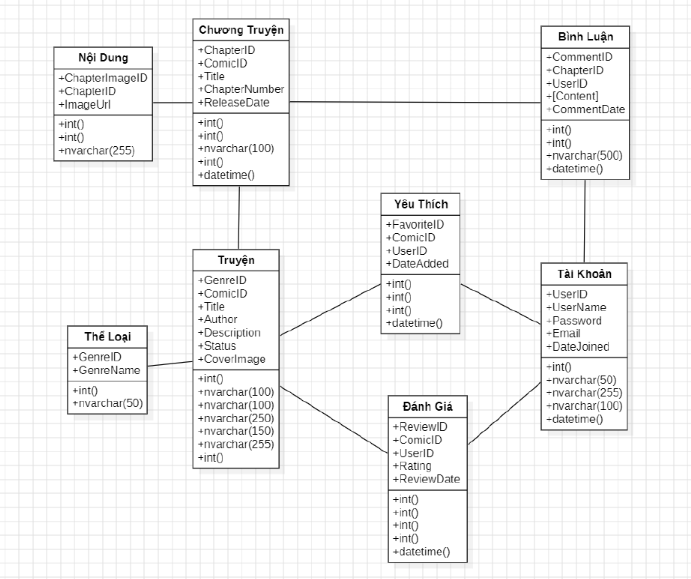 Nội Dung
+ChapterImageID
+ChapterID
+ImageUrl
+int()
+int()
+nvarchar(255)
Chương Truyện
+ChapterID
+ComicID
+Title
+ChapterNumber
+ReleaseDate
+int()
+int()
+nvarchar(100)
+int()
+datetime()
Bình Luận
+CommentID
+ChapterID
+UserID
+[Content]
+CommentDate
+int()
+int()
+nvarchar(500)
+datetime()
Yêu Thích
+FavoriteID
+ComicID
+UserID
+DateAdded
+int()
+int()
+int()
+datetime()
Truyện
+GenreID
+ComicID
+Title
+Author
+Description
+Status
+CoverImage
+int()
+nvarchar(100)
+nvarchar(100)
+nvarchar(250)
+nvarchar(150)
+nvarchar(255)
+int()
Tài Khoản
+UserID
+UserName
+Password
+Email
+DateJoined
+int()
+nvarchar(50)
+nvarchar(255)
+nvarchar(100)
+datetime()
Thể Loại
+GenreID
+GenreName
+int()
+nvarchar(50)
Đánh Giá
+ReviewID
+ComicID
+UserID
+Rating
+ReviewDate
+int()
+int()
+int()
+int()
+datetime()